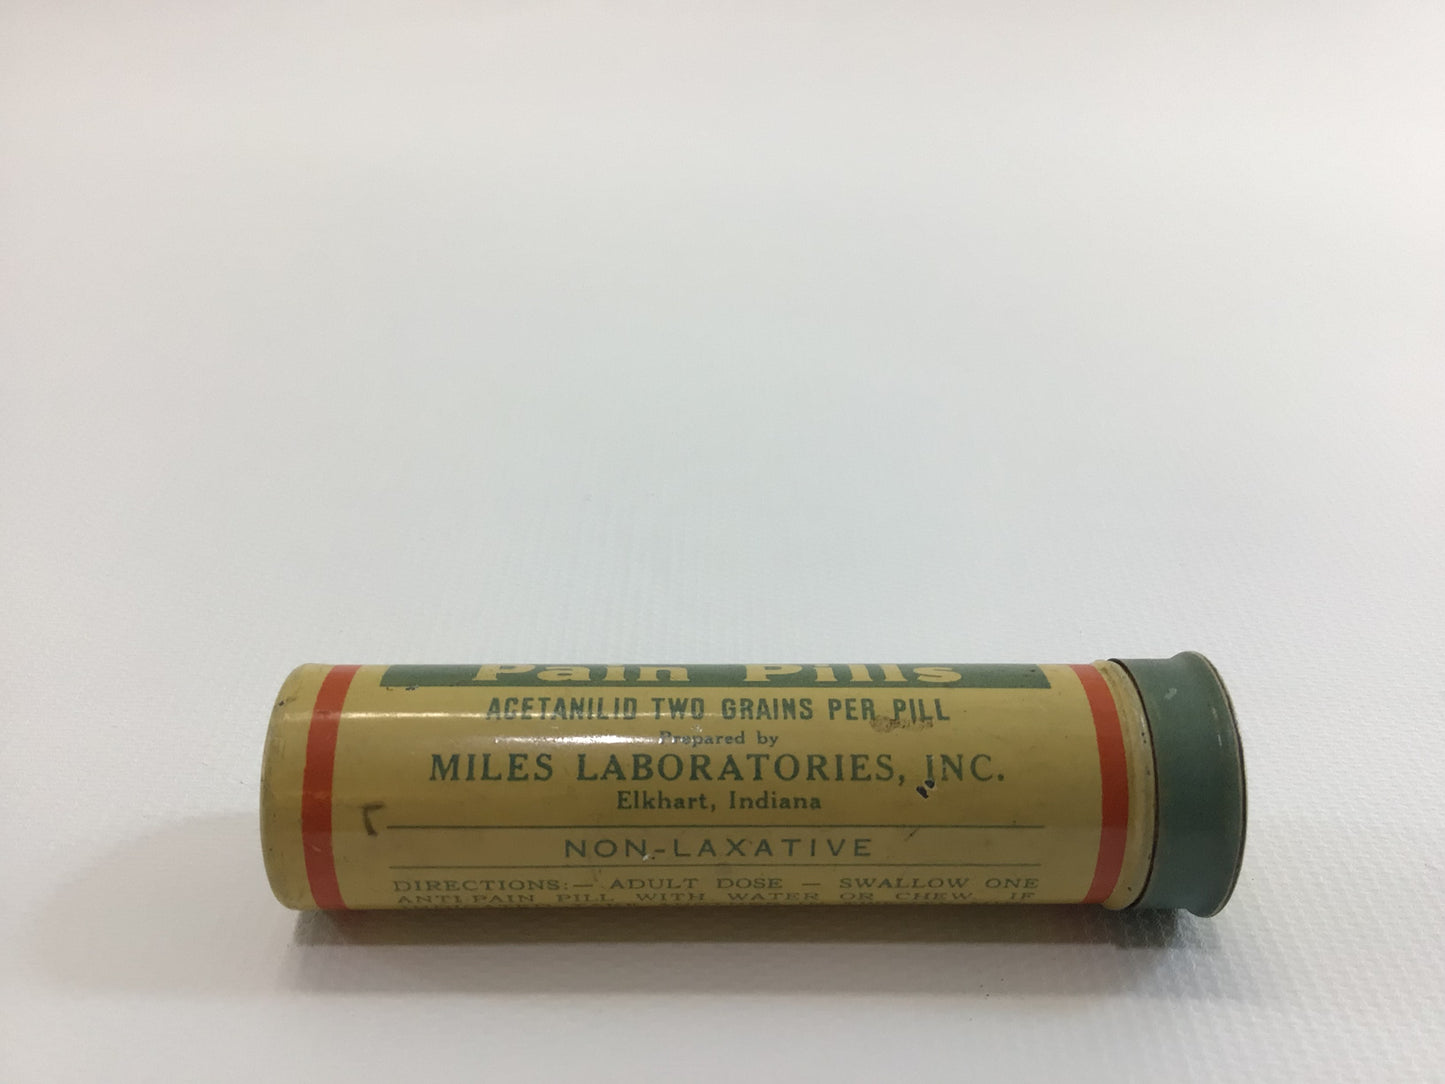 Pain Pills
ACETANILID TWO GRAINS PER PILL
Prepared by
MILES LABORATORIES, INC.
Elkhart, Indiana
NON-LAXATIVE
DIRECTIONS:— ADULT DOSE — SWALLOW ONE
ANTI-PAIN PILL WITH WATER OR CHEW. IF